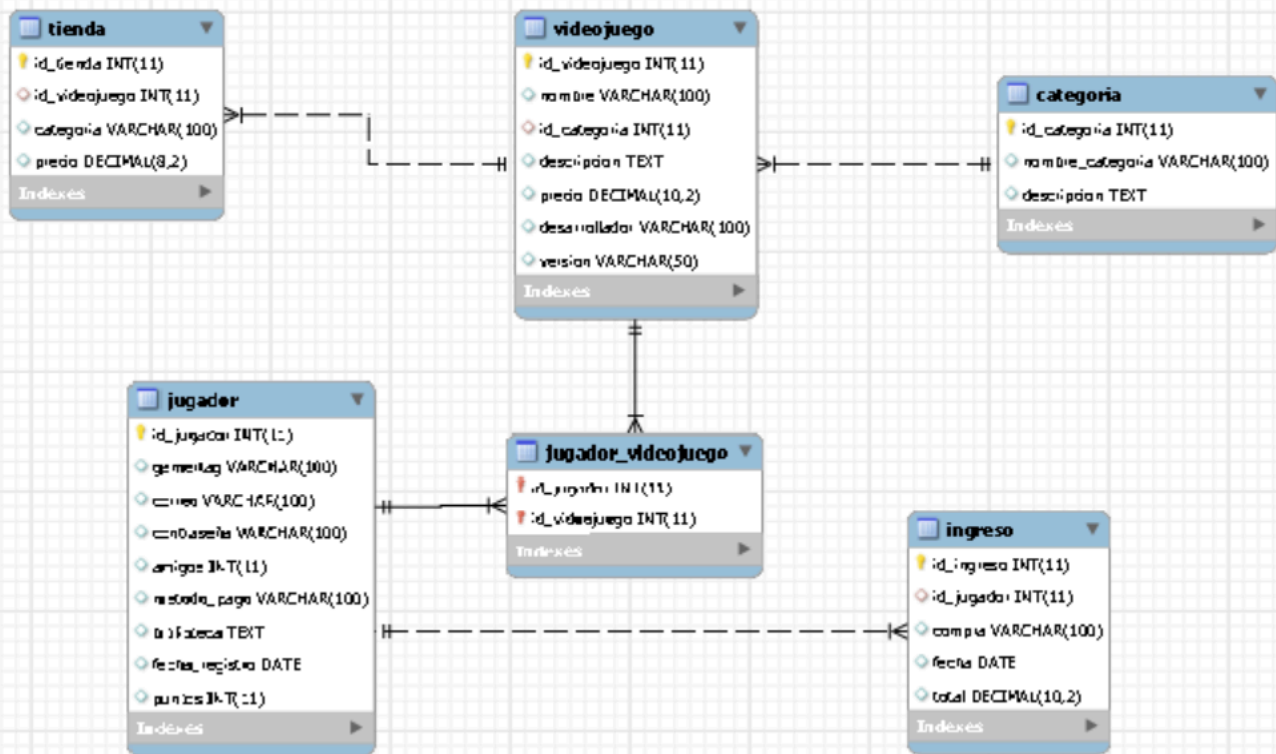 tienda
id_tienda INT(11)
id_videojuego INT(11)
categoria VARCHAR(100)
precio DECIMAL(8,2)
Indexes
videojuego
id_videojuego INT(11)
nombre VARCHAR(100)
id_categoria INT(11)
descripcion TEXT
precio DECIMAL(10,2)
desarrollador VARCHAR(100)
version VARCHAR(50)
Indexes
categoria
id_categoria INT(11)
nombre_categoria VARCHAR(100)
descripcion TEXT
Indexes
jugador
id_jugador INT(11)
gamertag VARCHAR(100)
correo VARCHAR(100)
contraseña VARCHAR(100)
amigos INT(11)
metodo_pago VARCHAR(100)
biblioteca TEXT
fecha_registro DATE
puntos INT(11)
Indexes
jugador_videojuego
id_jugador INT(11)
id_videojuego INT(11)
Indexes
ingreso
id_ingreso INT(11)
id_jugador INT(11)
compra VARCHAR(100)
fecha DATE
total DECIMAL(10,2)
Indexes